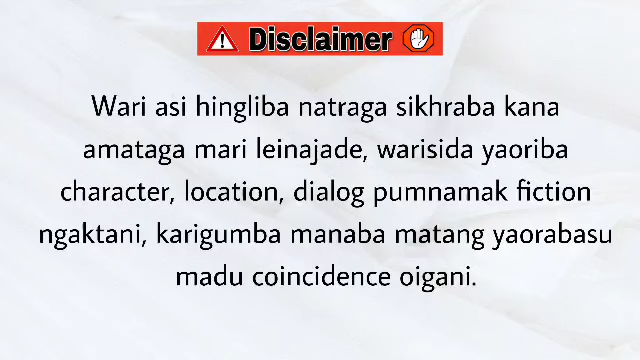 Disclaimer
Wari asi hingliba natraga sikhraba kana
amataga mari leinajade, warisida yaoriba
character, location, dialog pumnamak fiction
ngaktani, karigumba manaba matang yaorabasu
madu coincidence oigani.